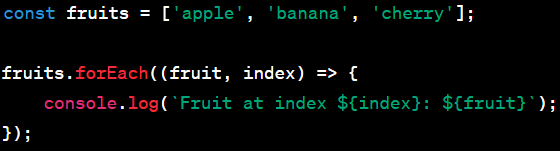 const fruits = ['apple', 'banana', 'cherry'];
fruits.forEach((fruit, index) => {
    console.log(`Fruit at index ${index}: ${fruit}`);
});